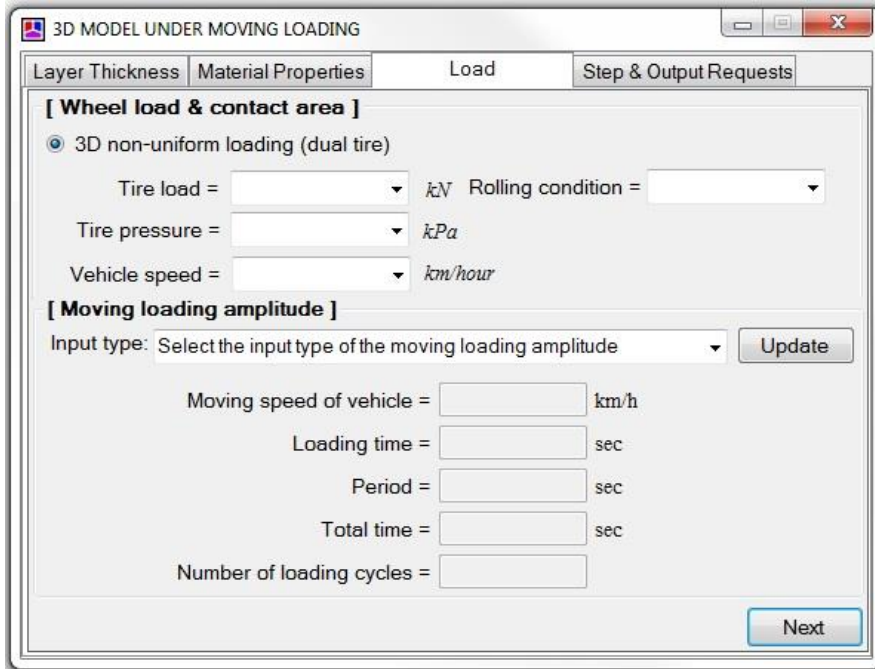 3D MODEL UNDER MOVING LOADING
Layer Thickness Material Properties Load Step & Output Requests
[ Wheel load & contact area ]
3D non-uniform loading (dual tire)
Tire load = kN Rolling condition =
Tire pressure = kPa
Vehicle speed = km/hour
[ Moving loading amplitude ]
Input type: Select the input type of the moving loading amplitude Update
Moving speed of vehicle = km/h
Loading time = sec
Period = sec
Total time = sec
Number of loading cycles =
Next